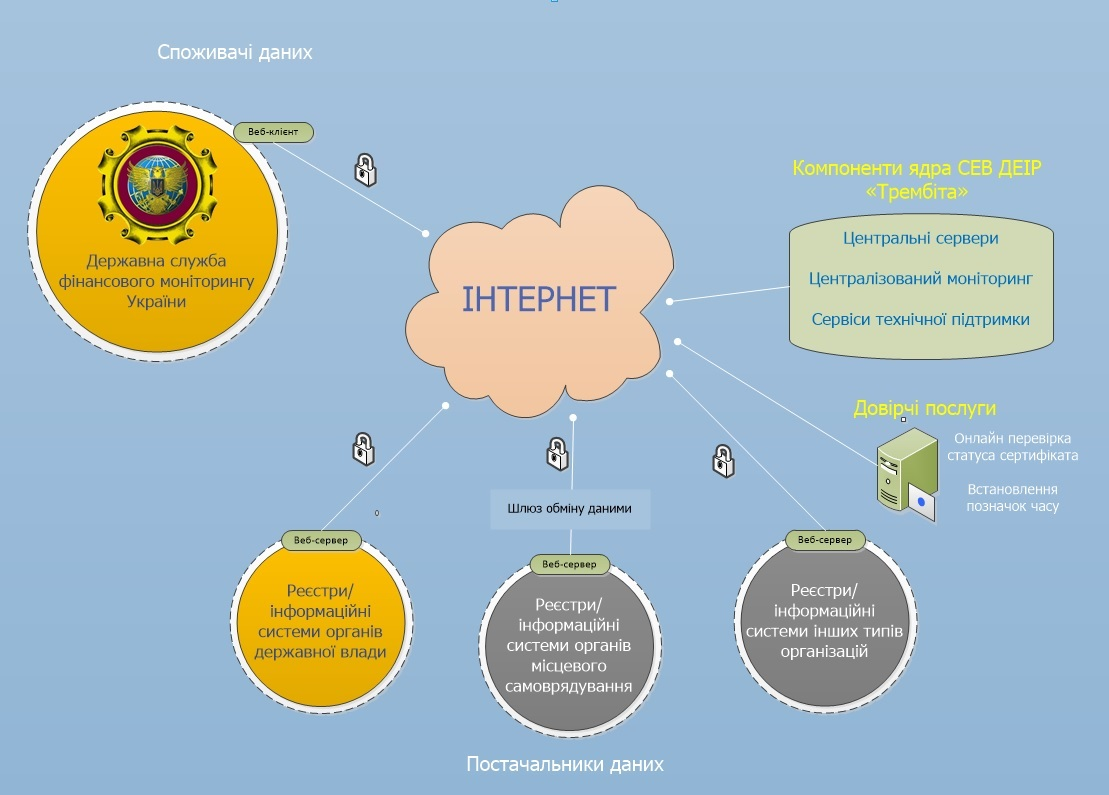 Споживачі даних
Веб-клієнт
Державна служба
фінансового моніторингу
України
ІНТЕРНЕТ
Компоненти ядра СЕВ ДЕІР
«Трембіта»
Центральні сервери
Централізований моніторинг
Сервіси технічної підтримки
Довірчі послуги
Онлайн перевірка
статуса сертифіката
Встановлення
позначок часу
Шлюз обміну даними
Веб-сервер
Реєстри/
інформаційні
системи органів
державної влади
Веб-сервер
Реєстри/
інформаційні
системи органів
місцевого
самоврядування
Веб-сервер
Реєстри/
інформаційні
системи інших типів
організацій
Постачальники даних